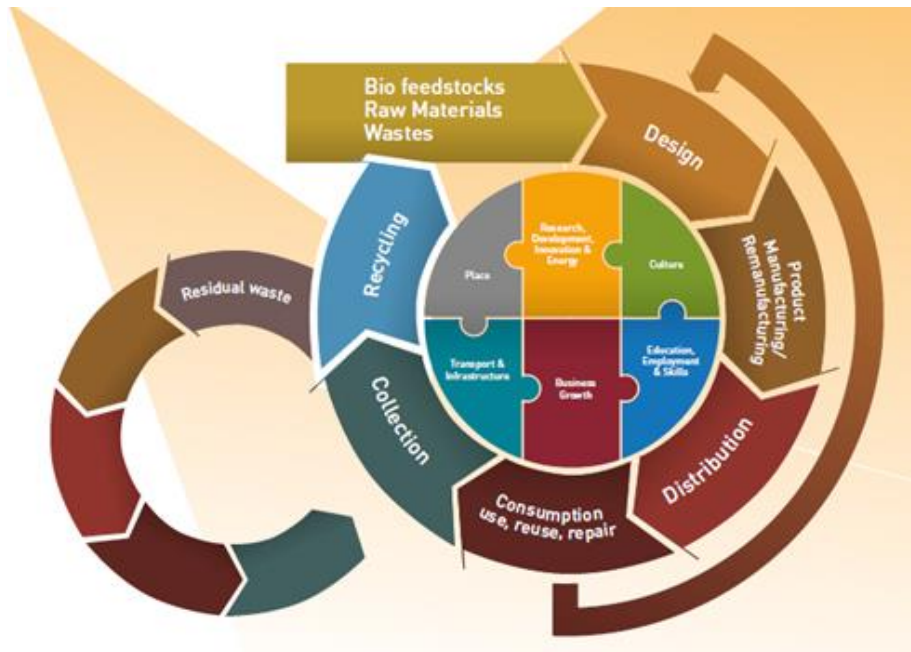 Bio feedstocks
Raw Materials
Wastes
Design
Product
Manufacturing/
Remanufacturing
Distribution
Consumption
use, reuse, repair
Collection
Recycling
Residual waste
Place
Research,
Development,
Innovation &
Energy
Culture
Transport &
Infrastructure
Business
Growth
Education,
Employment
& Skills